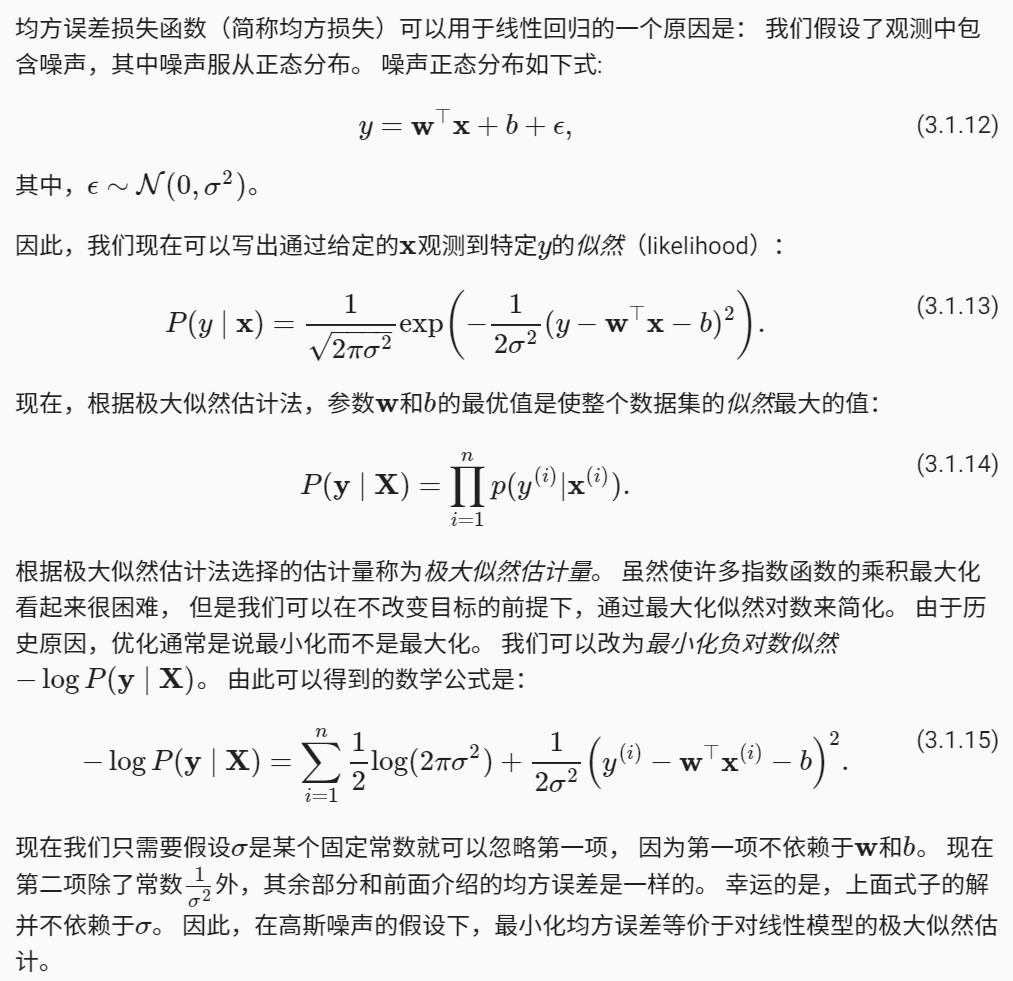 均方误差损失函数（简称均方损失）可以用于线性回归的一个原因是： 我们假设了观测中包
含噪声，其中噪声服从正态分布。 噪声正态分布如下式:
$y = \mathbf{w}^\top \mathbf{x} + b + \epsilon,$ (3.1.12)
其中，$\epsilon \sim \mathcal{N}(0, \sigma^2)$。
因此，我们现在可以写出通过给定的$\mathbf{x}$观测到特定$y$的似然（likelihood）：
$P(y \mid \mathbf{x}) = \frac{1}{\sqrt{2\pi\sigma^2}} \exp\left(-\frac{1}{2\sigma^2}(y - \mathbf{w}^\top \mathbf{x} - b)^2\right).$ (3.1.13)
现在，根据极大似然估计法，参数$\mathbf{w}$和$b$的最优值是使整个数据集的似然最大的值：
$P(\mathbf{y} \mid \mathbf{X}) = \prod_{i=1}^{n} p(y^{(i)}|\mathbf{x}^{(i)}).$ (3.1.14)
根据极大似然估计法选择的估计量称为极大似然估计量。 虽然使许多指数函数的乘积最大化
看起来很困难， 但是我们可以在不改变目标的前提下，通过最大化似然对数来简化。 由于历
史原因，优化通常是说最小化而不是最大化。 我们可以改为最小化负对数似然
$-\log P(\mathbf{y} \mid \mathbf{X})$。 由此可以得到的数学公式是：
$-\log P(\mathbf{y} \mid \mathbf{X}) = \sum_{i=1}^{n} \frac{1}{2}\log(2\pi\sigma^2) + \frac{1}{2\sigma^2}\left(y^{(i)} - \mathbf{w}^\top \mathbf{x}^{(i)} - b\right)^2.$ (3.1.15)
现在我们只需要假设$\sigma$是某个固定常数就可以忽略第一项， 因为第一项不依赖于$\mathbf{w}$和$b$。 现在
第二项除了常数$\frac{1}{\sigma^2}$外，其余部分和前面介绍的均方误差是一样的。 幸运的是，上面式子的解
并不依赖于$\sigma$。 因此，在高斯噪声的假设下，最小化均方误差等价于对线性模型的极大似然估
计。